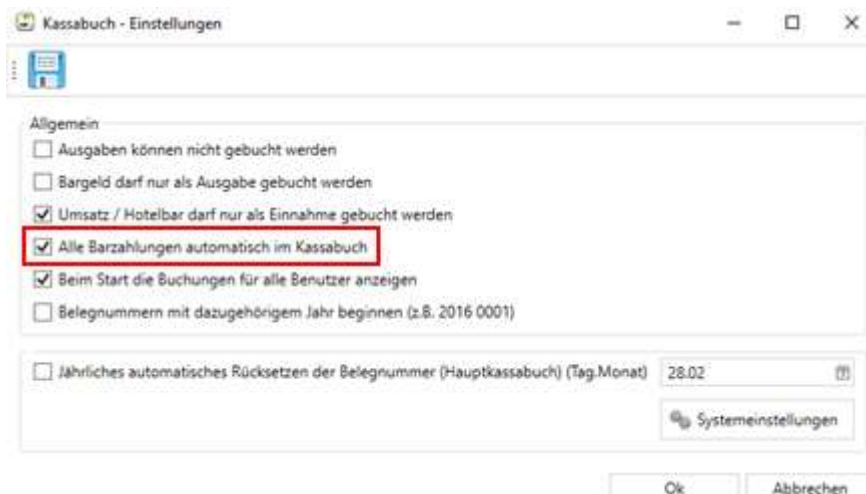 Kassabuch - Einstellungen
Allgemein
Ausgaben können nicht gebucht werden
Bargeld darf nur als Ausgabe gebucht werden
Umsatz / Hotelbar darf nur als Einnahme gebucht werden
Alle Barzahlungen automatisch im Kassabuch
Beim Start die Buchungen für alle Benutzer anzeigen
Belegnummern mit dazugehörigem Jahr beginnen (z.B. 2016 0001)
Jährliches automatisches Rücksetzen der Belegnummer (Hauptkassabuch) (Tag.Monat) 28.02
Systemeinstellungen
Ok Abbrechen